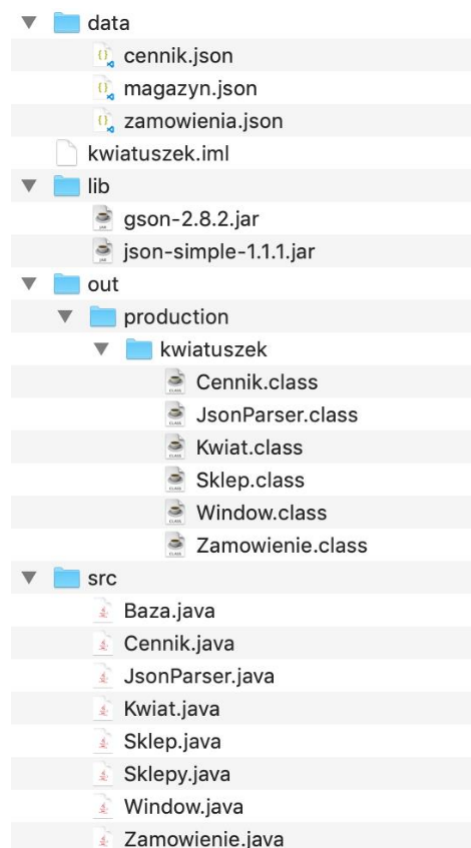 data
cennik.json
magazyn.json
zamowienia.json
kwiatuszek.iml
lib
gson-2.8.2.jar
json-simple-1.1.1.jar
out
production
kwiatuszek
Cennik.class
JsonParser.class
Kwiat.class
Sklep.class
Window.class
Zamowienie.class
src
Baza.java
Cennik.java
JsonParser.java
Kwiat.java
Sklep.java
Sklepy.java
Window.java
Zamowienie.java